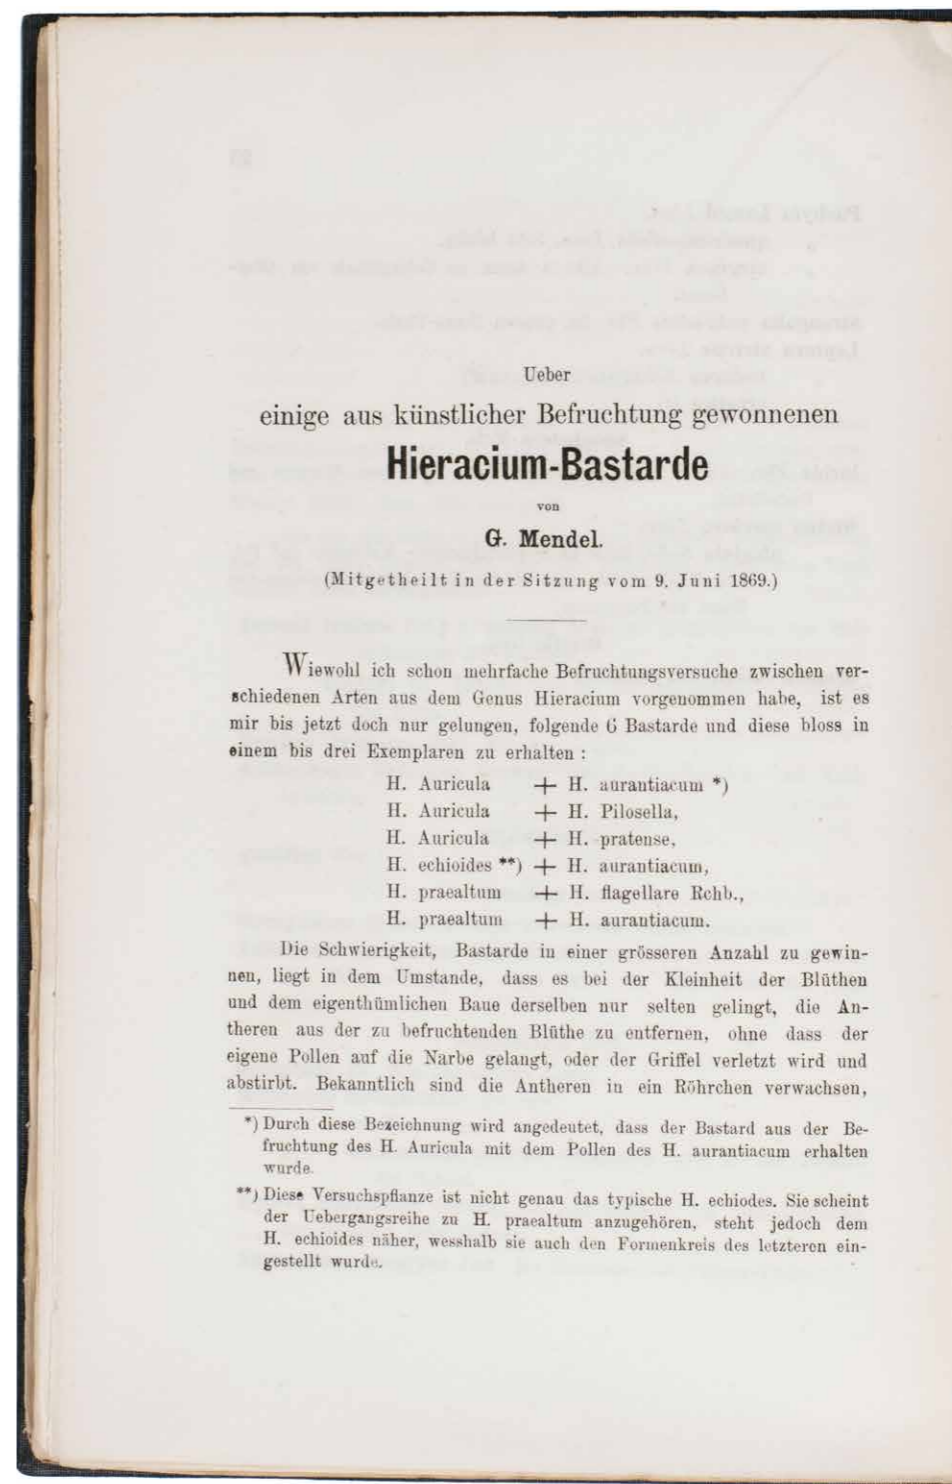 Ueber
einige aus künstlicher Befruchtung gewonnenen
Hieracium-Bastarde
von
G. Mendel.
(Mitgetheilt in der Sitzung vom 9. Juni 1869.)
Wiewohl ich schon mehrfache Befruchtungsversuche zwischen ver-
schiedenen Arten aus dem Genus Hieracium vorgenommen habe, ist es
mir bis jetzt doch nur gelungen, folgende 6 Bastarde und diese bloss in
einem bis drei Exemplaren zu erhalten :
H. Auricula + H. aurantiacum *)
H. Auricula + H. Pilosella,
H. Auricula + H. pratense,
H. echioides **) + H. aurantiacum,
H. praealtum + H. flagellare Rchb.,
H. praealtum + H. aurantiacum.
Die Schwierigkeit, Bastarde in einer grösseren Anzahl zu gewin-
nen, liegt in dem Umstande, dass es bei der Kleinheit der Blüthen
und dem eigenthümlichen Baue derselben nur selten gelingt, die An-
theren aus der zu befruchtenden Blüthe zu entfernen, ohne dass der
eigene Pollen auf die Narbe gelangt, oder der Griffel verletzt wird und
abstirbt. Bekanntlich sind die Antheren in ein Röhrchen verwachsen,
*) Durch diese Bezeichnung wird angedeutet, dass der Bastard aus der Be-
fruchtung des H. Auricula mit dem Pollen des H. aurantiacum erhalten
wurde.
**) Diese Versuchspflanze ist nicht genau das typische H. echiodes. Sie scheint
der Uebergangsreihe zu H. praealtum anzugehören, steht jedoch dem
H. echioides näher, wesshalb sie auch den Formenkreis des letzteren ein-
gestellt wurde.